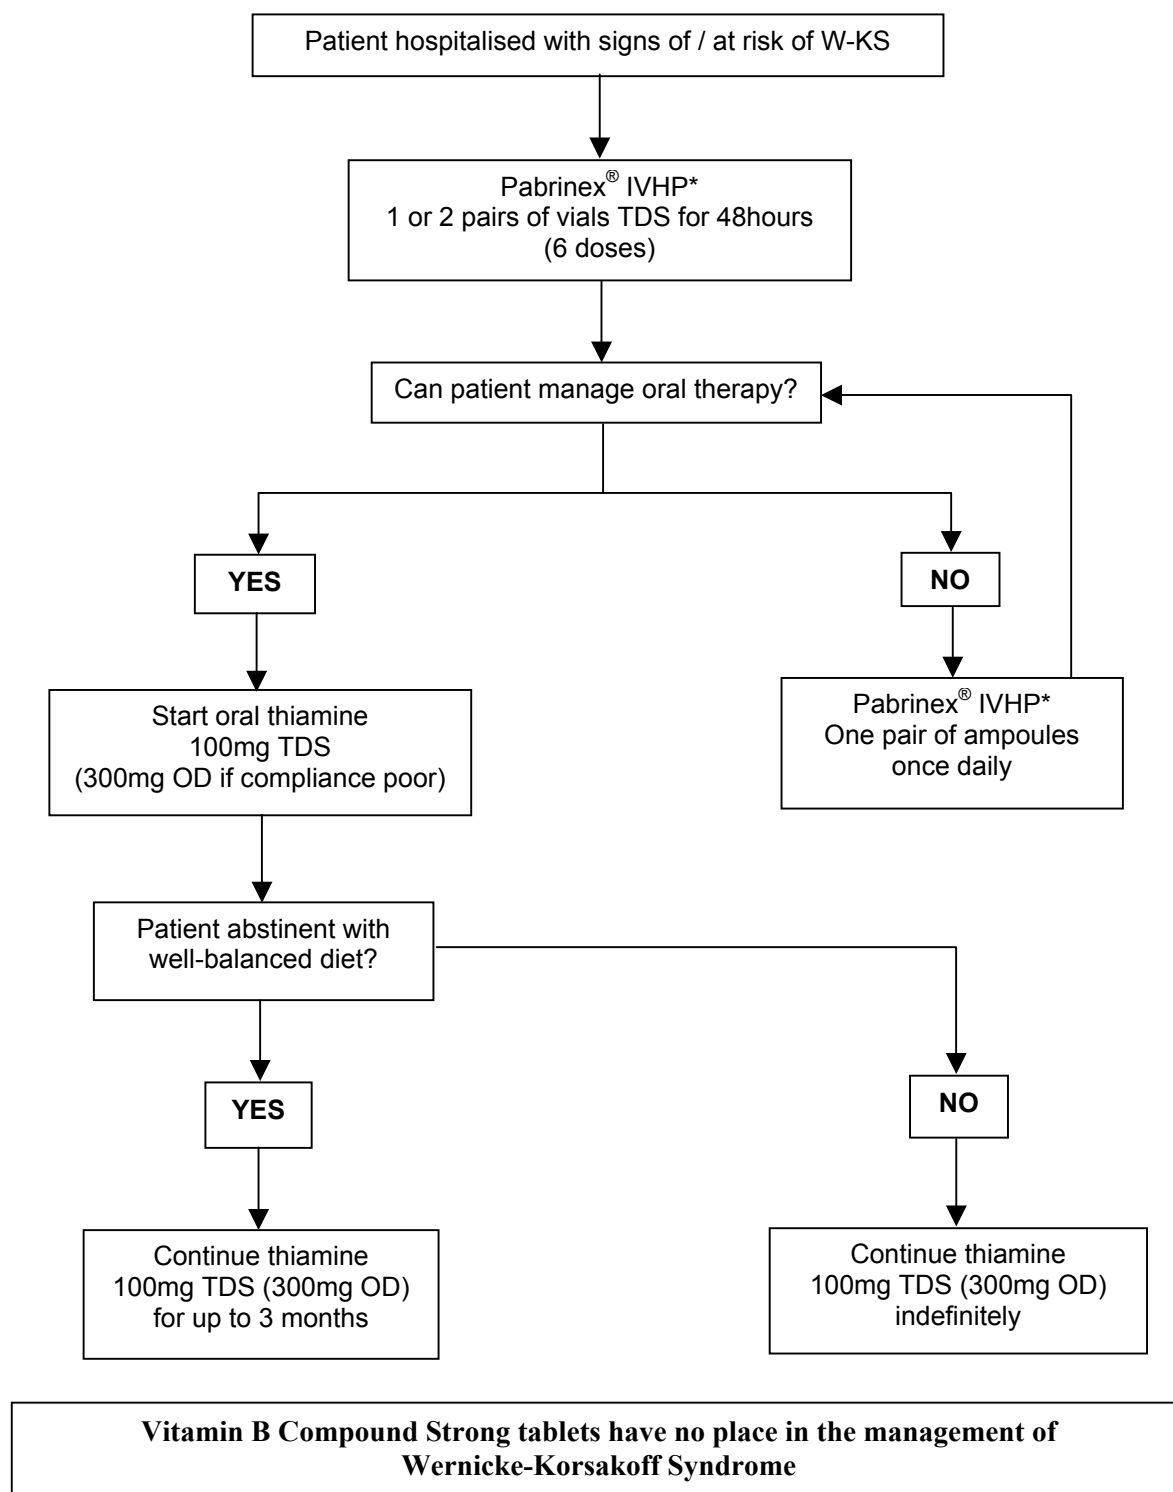 Patient hospitalised with signs of / at risk of W-KS
Pabrinex® IVHP*
1 or 2 pairs of vials TDS for 48hours
(6 doses)
Can patient manage oral therapy?
YES
NO
Start oral thiamine
100mg TDS
(300mg OD if compliance poor)
Pabrinex® IVHP*
One pair of ampoules
once daily
Patient abstinent with
well-balanced diet?
YES
NO
Continue thiamine
100mg TDS (300mg OD)
for up to 3 months
Continue thiamine
100mg TDS (300mg OD)
indefinitely
Vitamin B Compound Strong tablets have no place in the management of
Wernicke-Korsakoff Syndrome